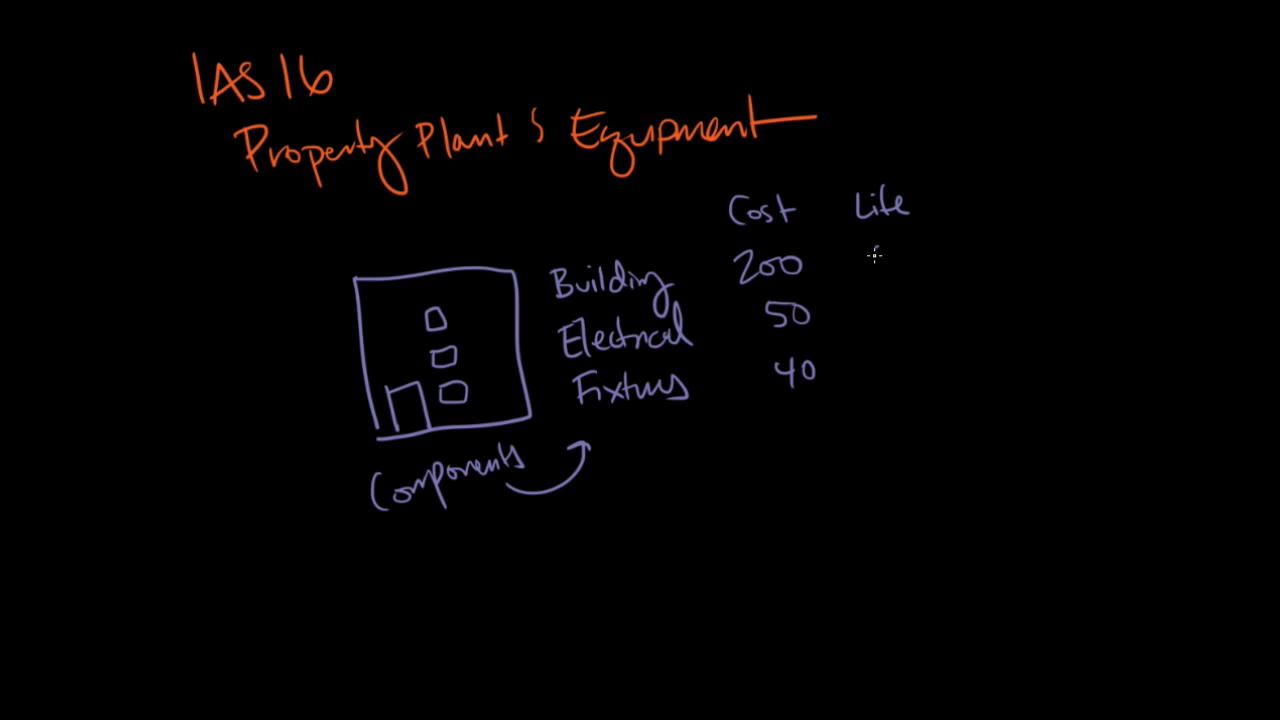 IAS 16
Property Plant & Equipment
Cost Life
Building 200
Electrical 50
Fixtures 40
Components